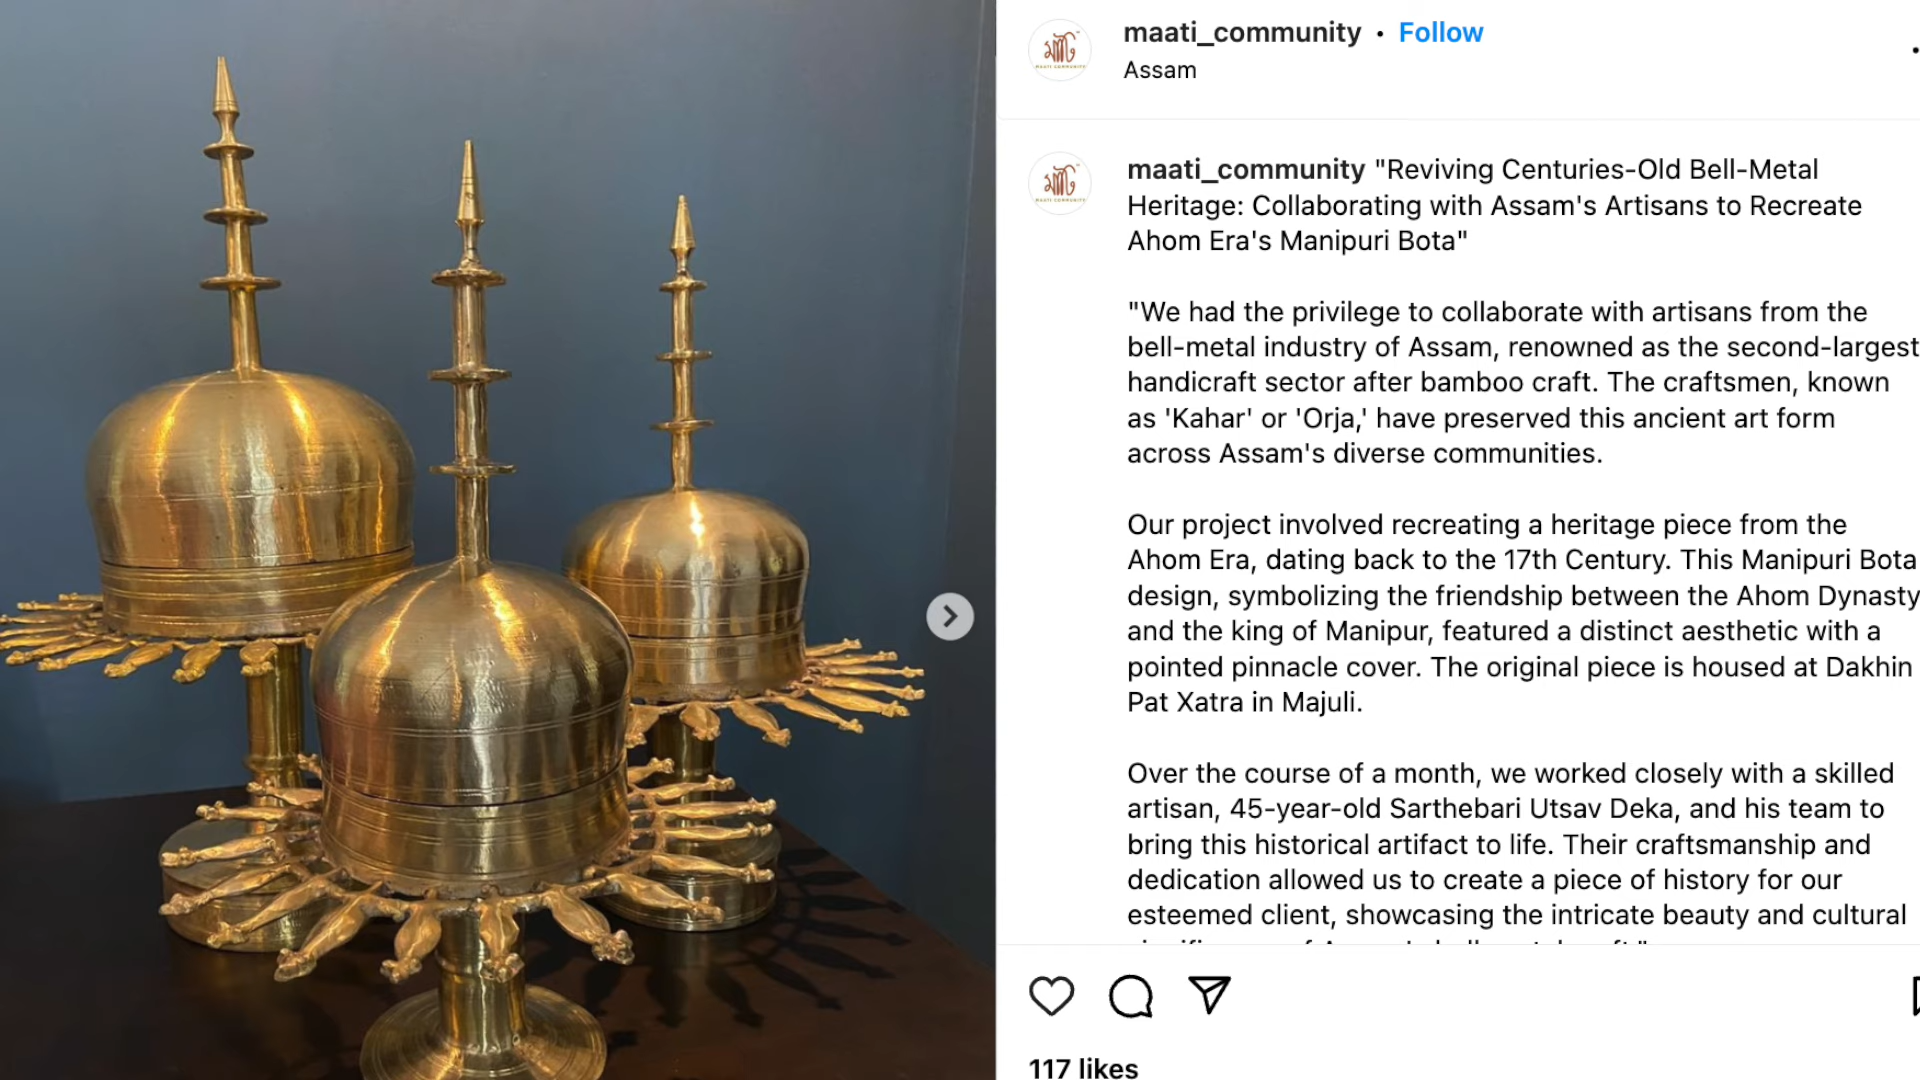 maati_community • Follow
Assam
maati_community "Reviving Centuries-Old Bell-Metal
Heritage: Collaborating with Assam's Artisans to Recreate
Ahom Era's Manipuri Bota"
"We had the privilege to collaborate with artisans from the
bell-metal industry of Assam, renowned as the second-largest
handicraft sector after bamboo craft. The craftsmen, known
as 'Kahar' or 'Orja,' have preserved this ancient art form
across Assam's diverse communities.
Our project involved recreating a heritage piece from the
Ahom Era, dating back to the 17th Century. This Manipuri Bota
design, symbolizing the friendship between the Ahom Dynasty
and the king of Manipur, featured a distinct aesthetic with a
pointed pinnacle cover. The original piece is housed at Dakhin
Pat Xatra in Majuli.
Over the course of a month, we worked closely with a skilled
artisan, 45-year-old Sarthebari Utsav Deka, and his team to
bring this historical artifact to life. Their craftsmanship and
dedication allowed us to create a piece of history for our
esteemed client, showcasing the intricate beauty and cultural
117 likes